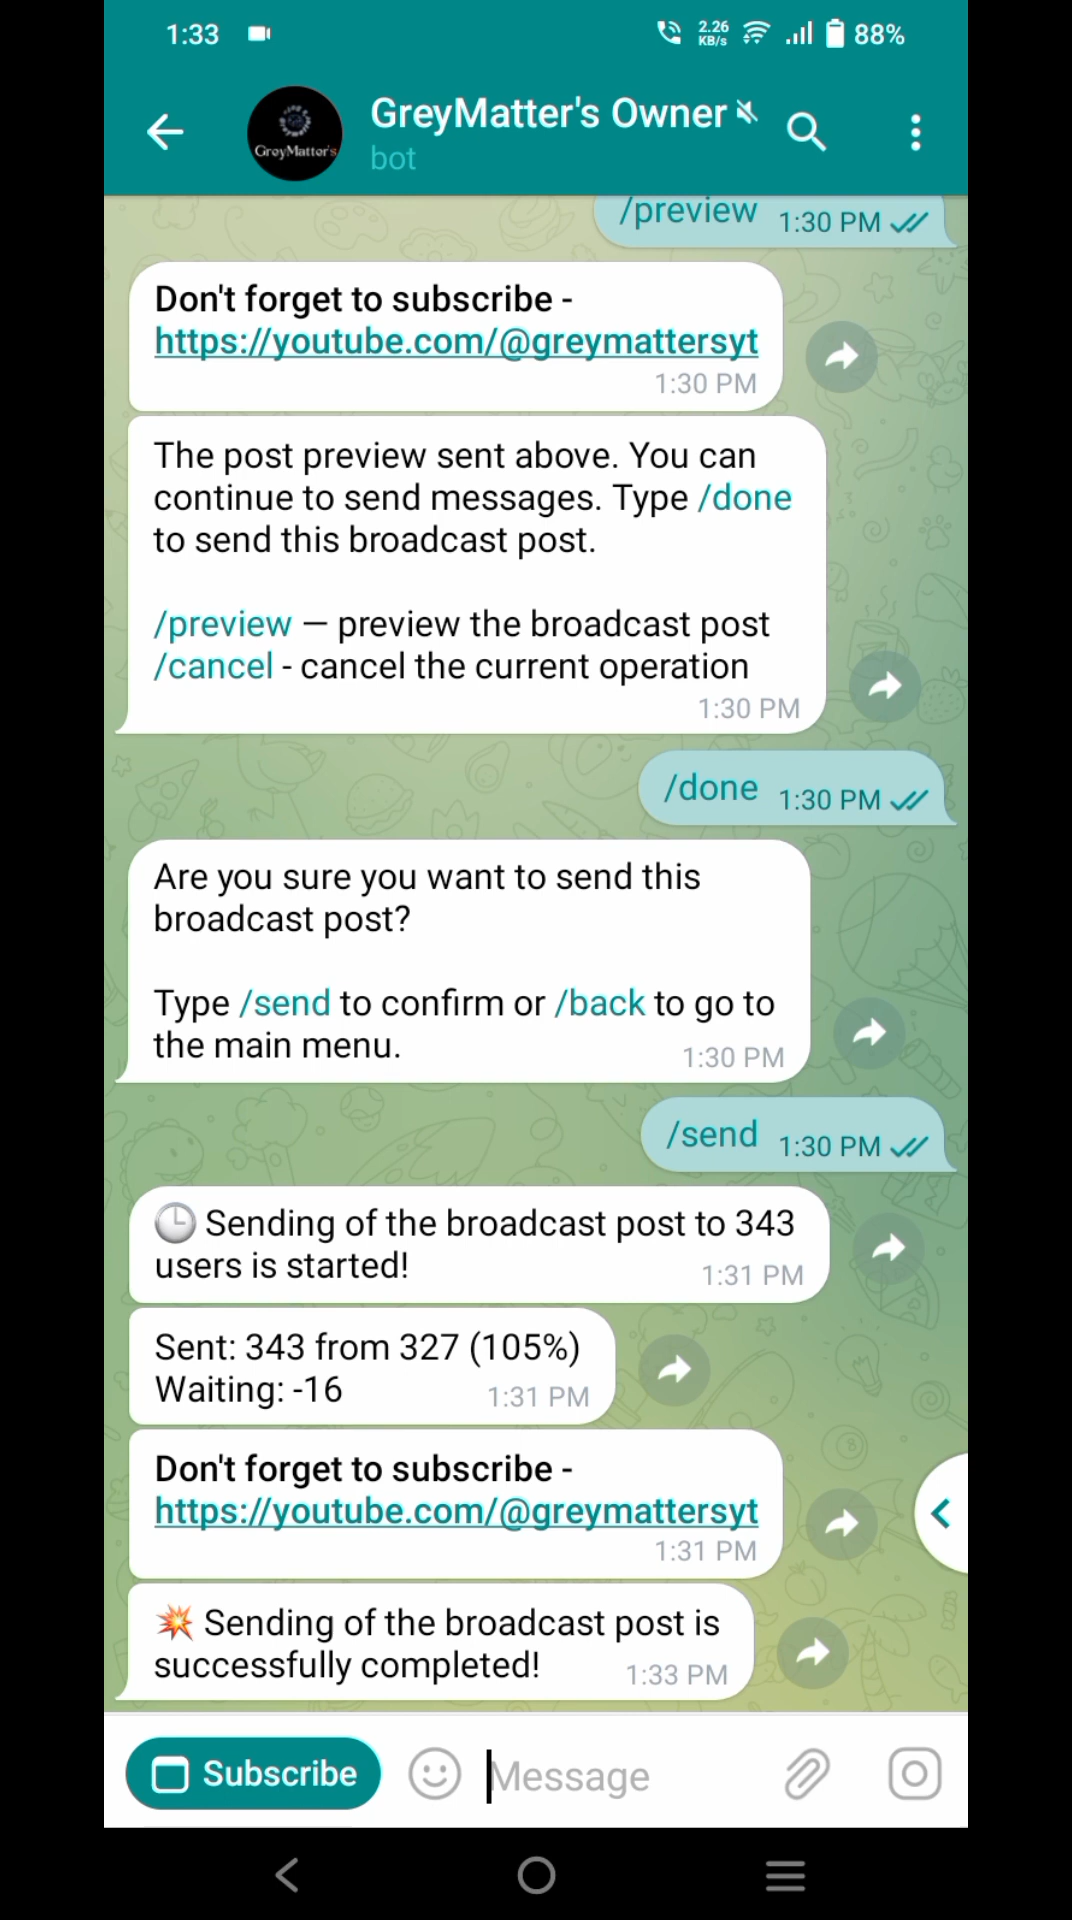 1:33
2.26
KB/s
88%
GreyMatter's Owner
GreyMatter's
bot
/preview 1:30 PM
Don't forget to subscribe -
https://youtube.com/@greymattersyt
1:30 PM
The post preview sent above. You can
continue to send messages. Type /done
to send this broadcast post.
/preview — preview the broadcast post
/cancel - cancel the current operation
1:30 PM
/done 1:30 PM
Are you sure you want to send this
broadcast post?
Type /send to confirm or /back to go to
the main menu. 1:30 PM
/send 1:30 PM
🕒 Sending of the broadcast post to 343
users is started! 1:31 PM
Sent: 343 from 327 (105%)
Waiting: -16 1:31 PM
Don't forget to subscribe -
https://youtube.com/@greymattersyt
1:31 PM
💥 Sending of the broadcast post is
successfully completed! 1:33 PM
Subscribe
Message